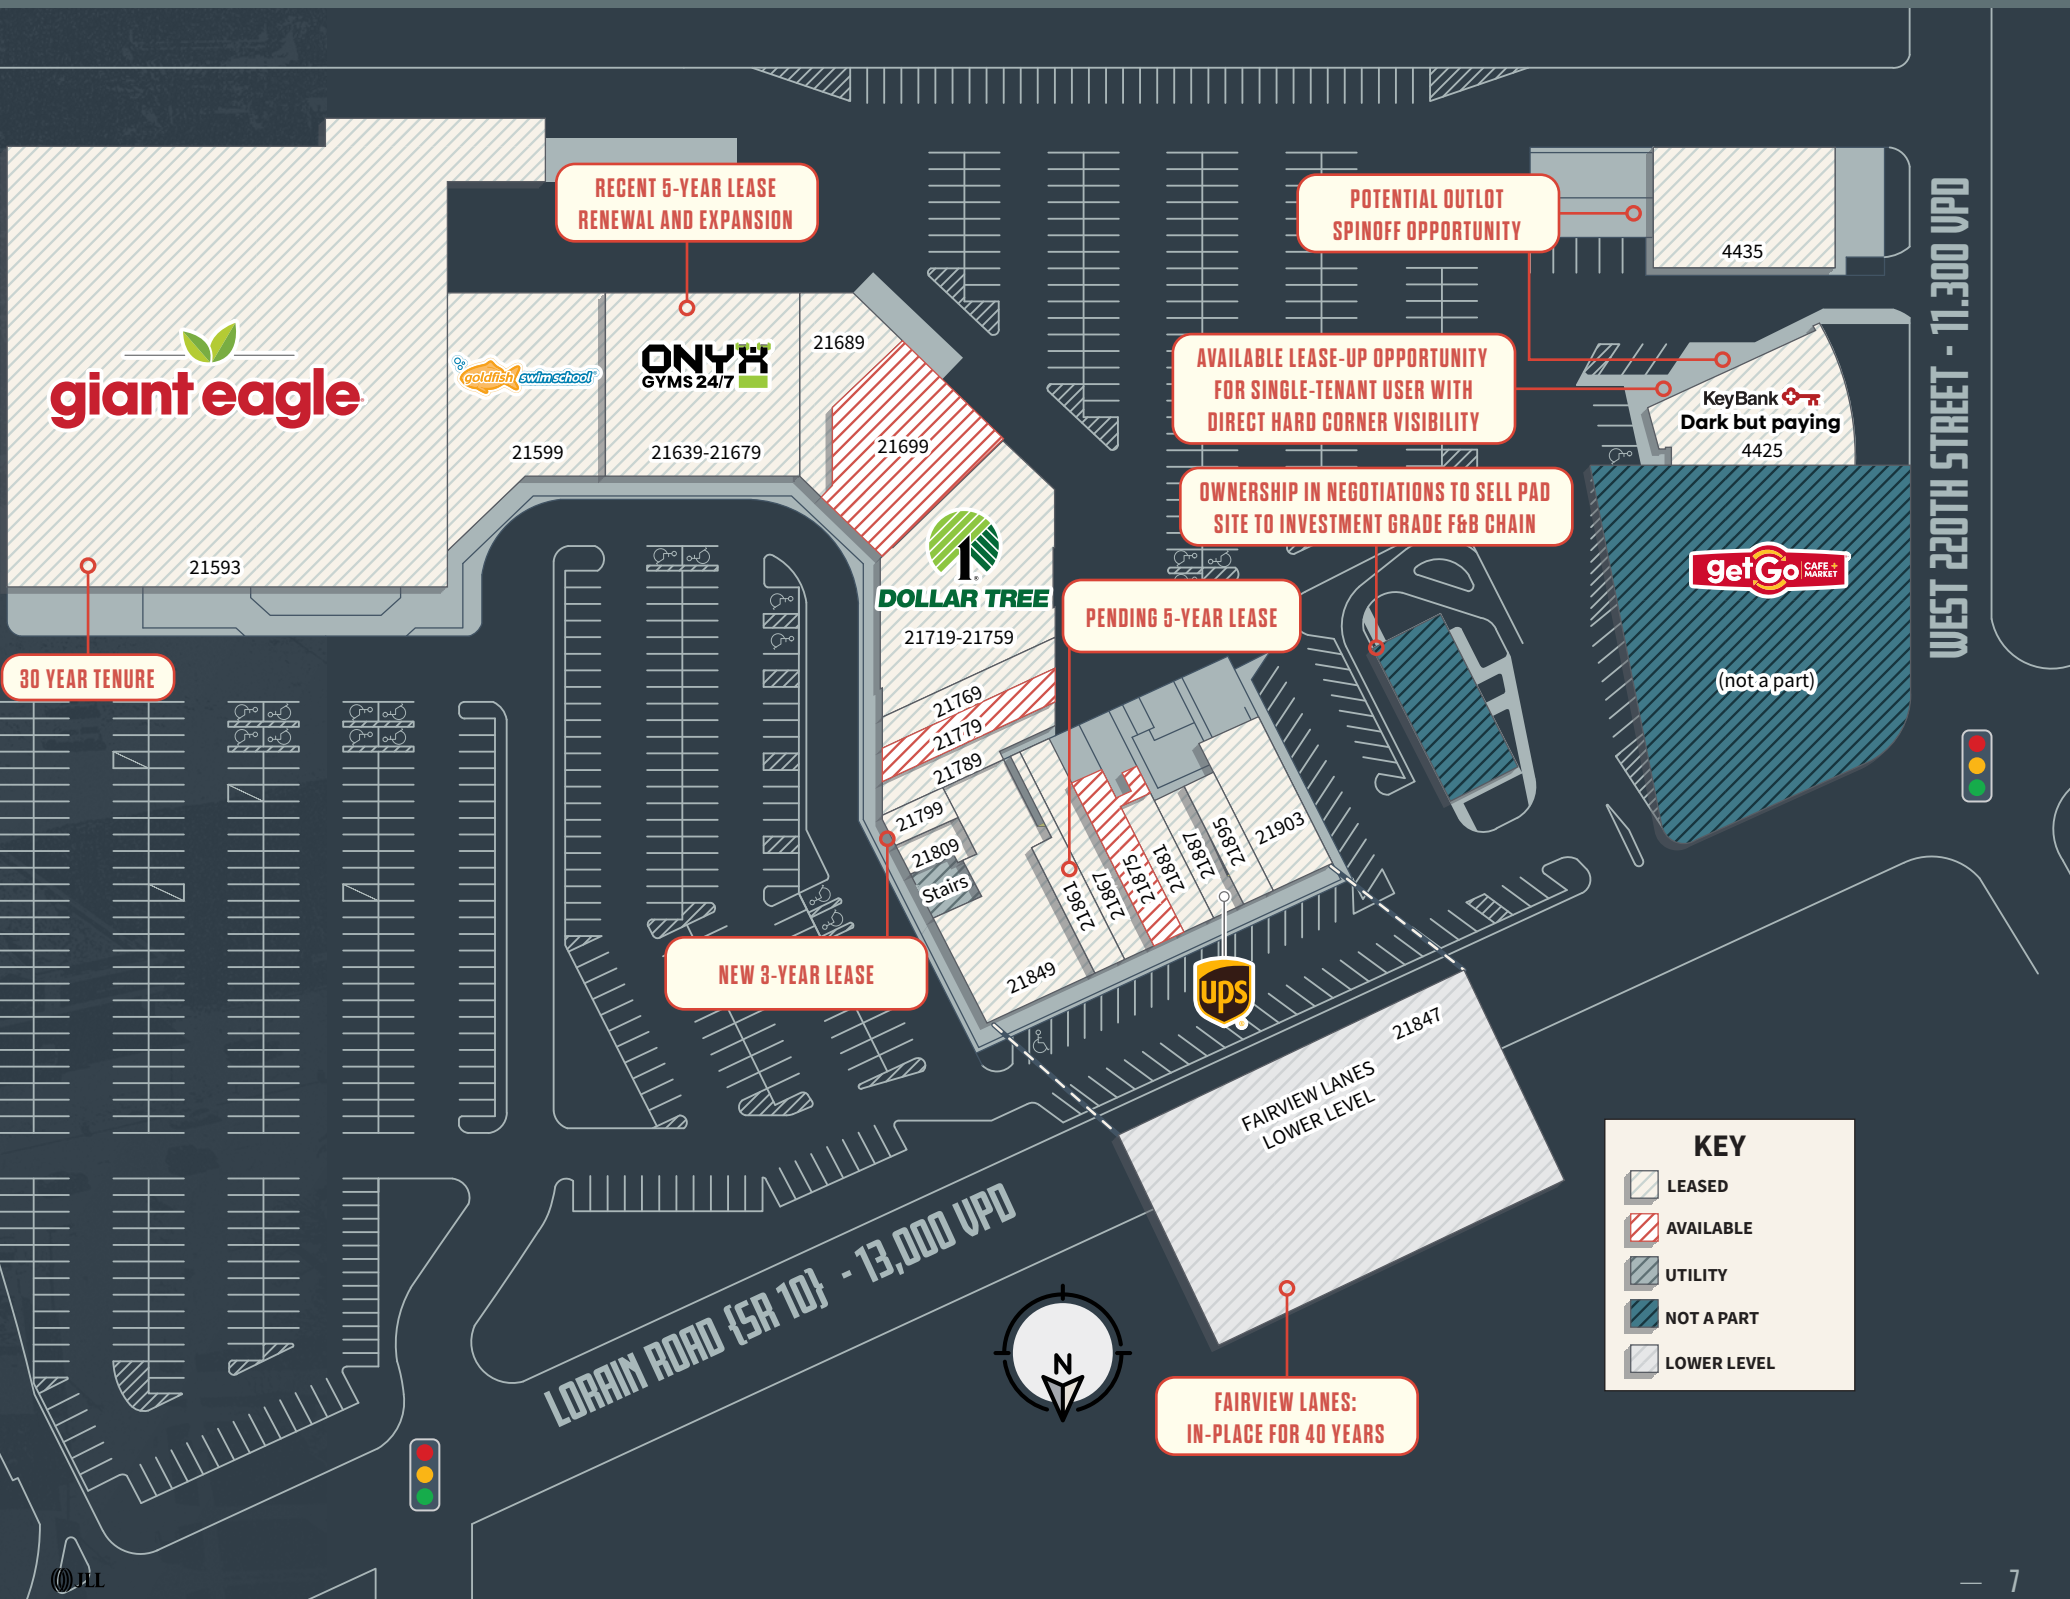 RECENT 5-YEAR LEASE
RENEWAL AND EXPANSION
POTENTIAL OUTLOT
SPINOFF OPPORTUNITY
4435
WEST 220TH STREET - 11,300 VPD
giant eagle
goldfish swim school
ONYX
GYMS 24/7
21689
AVAILABLE LEASE-UP OPPORTUNITY
FOR SINGLE-TENANT USER WITH
DIRECT HARD CORNER VISIBILITY
KeyBank
Dark but paying
4425
21599
21639-21679
21699
OWNERSHIP IN NEGOTIATIONS TO SELL PAD
SITE TO INVESTMENT GRADE F&B CHAIN
21593
1
DOLLAR TREE
21719-21759
getGo CAFE +
MARKET
PENDING 5-YEAR LEASE
30 YEAR TENURE
(not a part)
21769
21779
21789
21799
21809
Stairs
21849
21861
21867
21875
21881
21887
21895
21903
NEW 3-YEAR LEASE
ups
21847
FAIRVIEW LANES
LOWER LEVEL
LORAIN ROAD {SR 10} - 13,000 VPD
N
FAIRVIEW LANES:
IN-PLACE FOR 40 YEARS
KEY
LEASED
AVAILABLE
UTILITY
NOT A PART
LOWER LEVEL
JLL
— 7